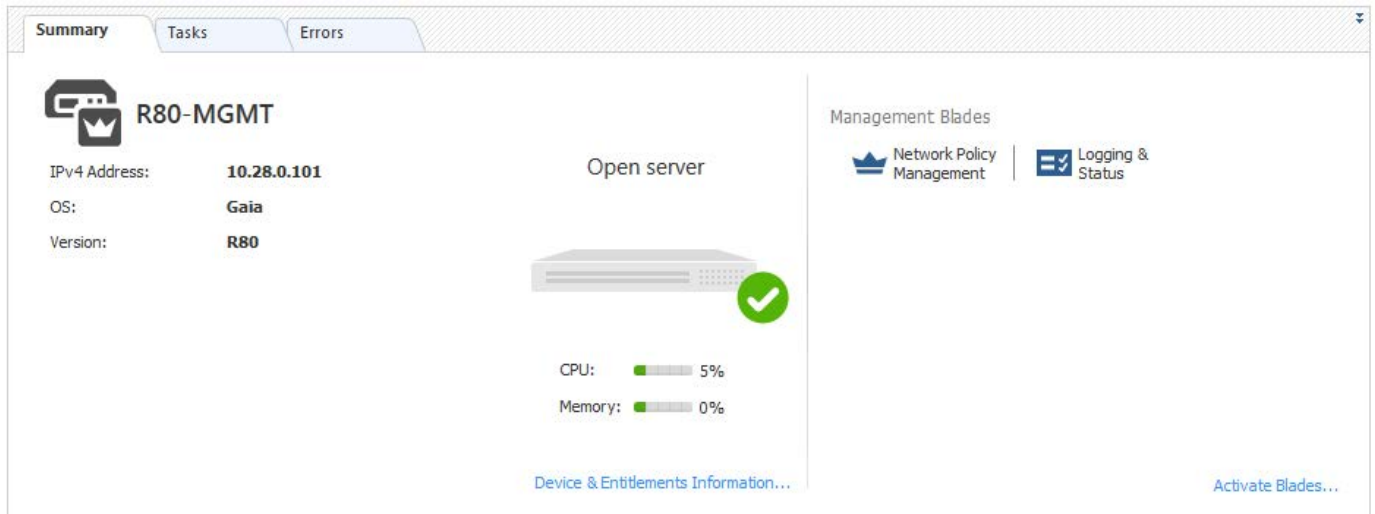 Summary Tasks Errors
R80-MGMT
IPv4 Address: 10.28.0.101
OS: Gaia
Version: R80
Open server
CPU: 5%
Memory: 0%
Device & Entitlements Information...
Management Blades
Network Policy
Management
Logging &
Status
Activate Blades...